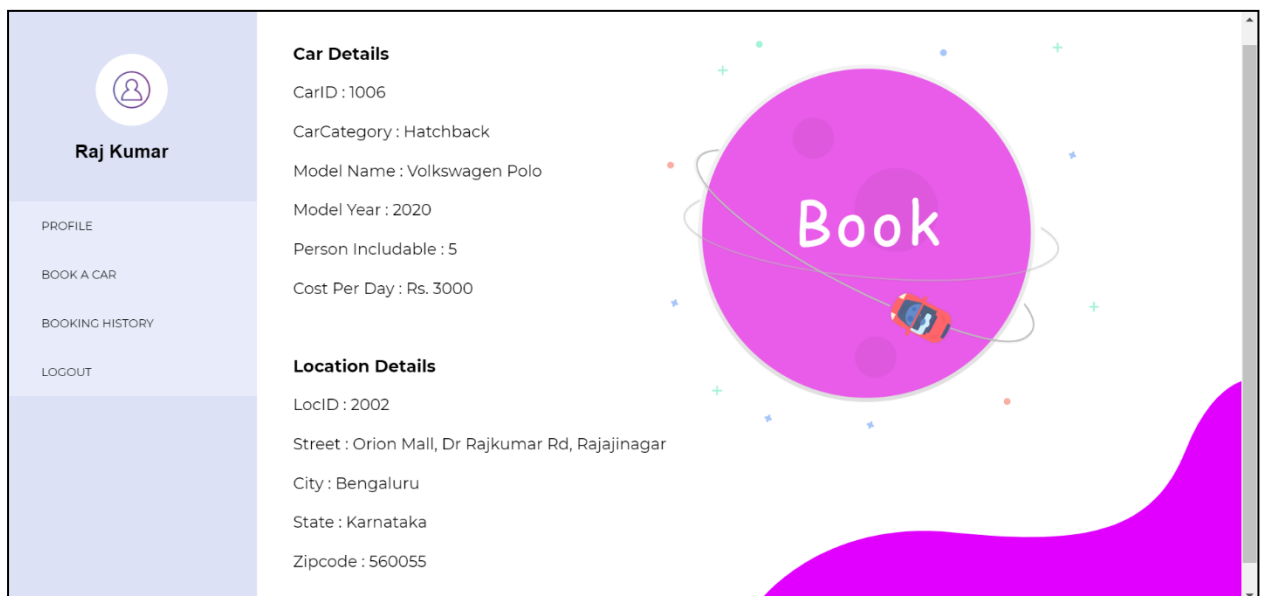 Raj Kumar
PROFILE
BOOK A CAR
BOOKING HISTORY
LOGOUT
Car Details
CarID : 1006
CarCategory : Hatchback
Model Name : Volkswagen Polo
Model Year : 2020
Person Includable : 5
Cost Per Day : Rs. 3000
Location Details
LocID : 2002
Street : Orion Mall, Dr Rajkumar Rd, Rajajinagar
City : Bengaluru
State : Karnataka
Zipcode : 560055
Book